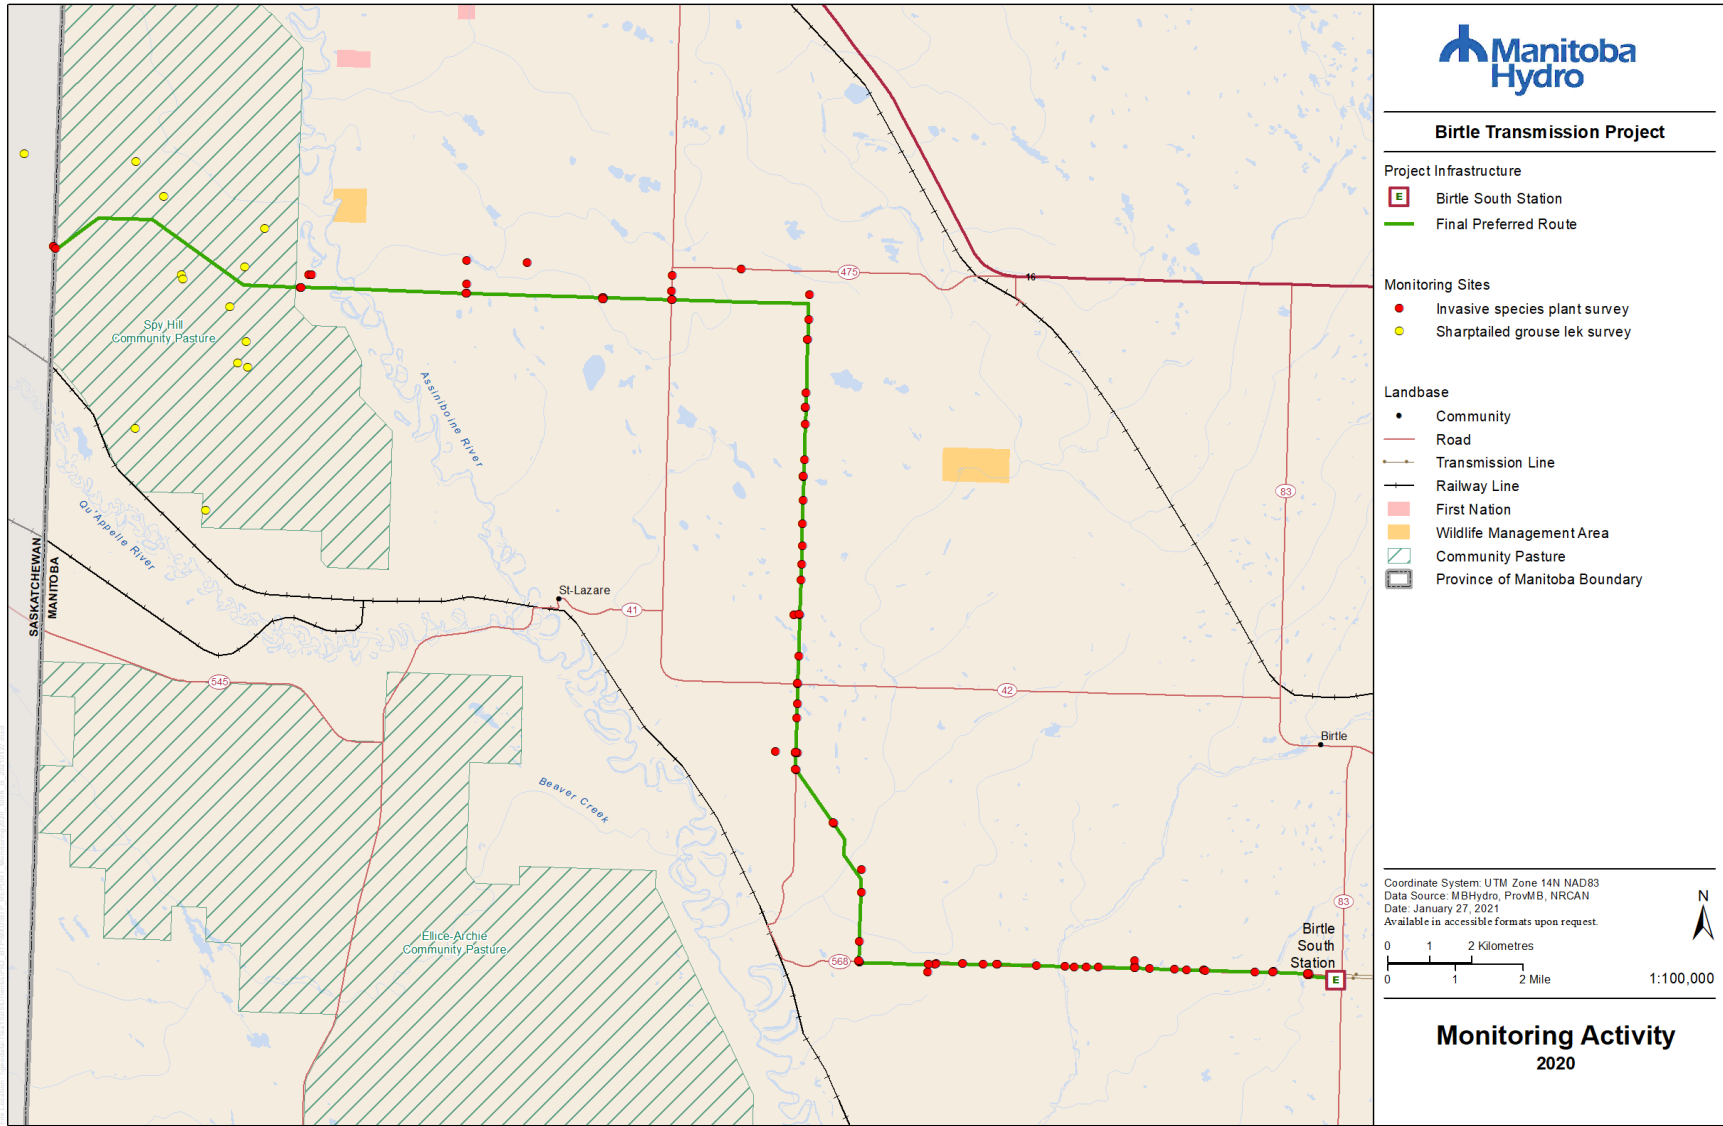 Manitoba
Hydro
Birtle Transmission Project
Project Infrastructure
E Birtle South Station
Final Preferred Route
Monitoring Sites
Invasive species plant survey
Sharptailed grouse lek survey
Landbase
Community
Road
Transmission Line
Railway Line
First Nation
Wildlife Management Area
Community Pasture
Province of Manitoba Boundary
Coordinate System: UTM Zone 14N NAD83
Data Source: MBHydro, ProvMB, NRCAN
Date: January 27, 2021
Available in accessible formats upon request.
N
0 1 2 Kilometres
0 1 2 Mile
1:100,000
Monitoring Activity
2020
475
16
Spy Hill
Community Pasture
Assiniboine River
83
Qu'Appelle River
SASKATCHEWAN
MANITOBA
St-Lazare
41
545
42
Birtle
Beaver Creek
Ellice-Archie
Community Pasture
83
568
Birtle
South
Station
E